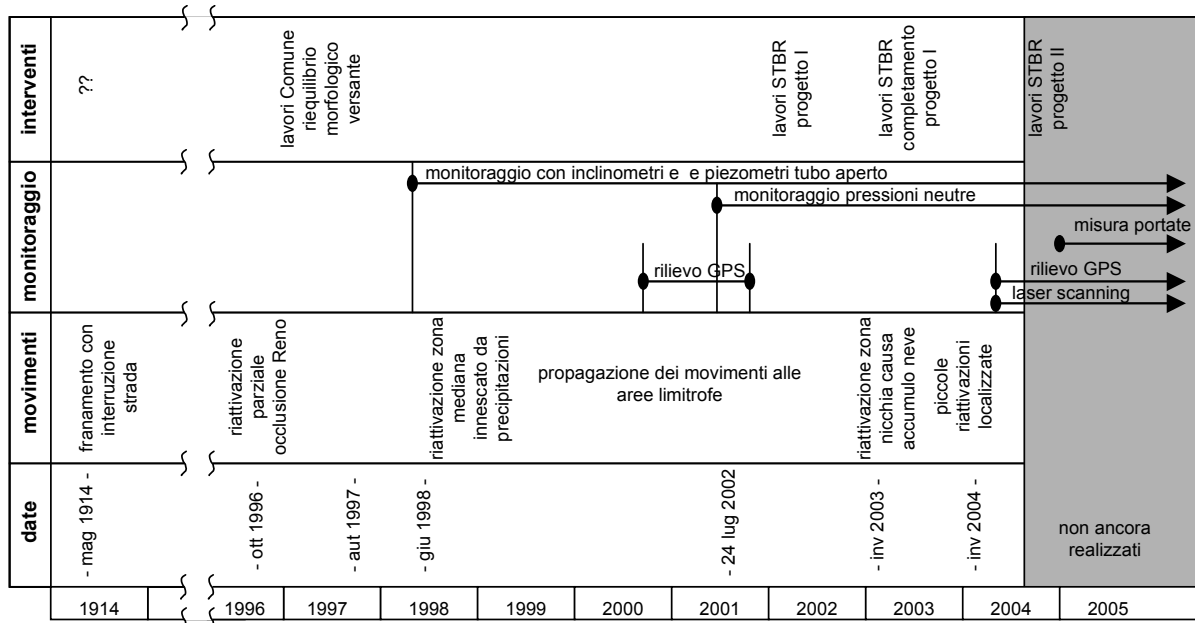 interventi
??
lavori Comune
riequilibrio
morfologico
versante
lavori STBR
progetto I
lavori STBR
completamento
progetto I
lavori STBR
progetto II
monitoraggio
monitoraggio con inclinometri e  e piezometri tubo aperto
monitoraggio pressioni neutre
misura portate
rilievo GPS
rilievo GPS
laser scanning
movimenti
franamento con
interruzione
strada
riattivazione
parziale
occlusione Reno
riattivazione zona
mediana
innescato da
precipitazioni
propagazione dei movimenti alle
aree limitrofe
riattivazione zona
nicchia causa
accumulo neve
piccole
riattivazioni
localizzate
date
- mag 1914 -
- ott 1996 -
- aut 1997 -
- giu 1998 -
- 24 lug 2002 -
- inv 2003 -
- inv 2004 -
non ancora
realizzati
1914
1996
1997
1998
1999
2000
2001
2002
2003
2004
2005